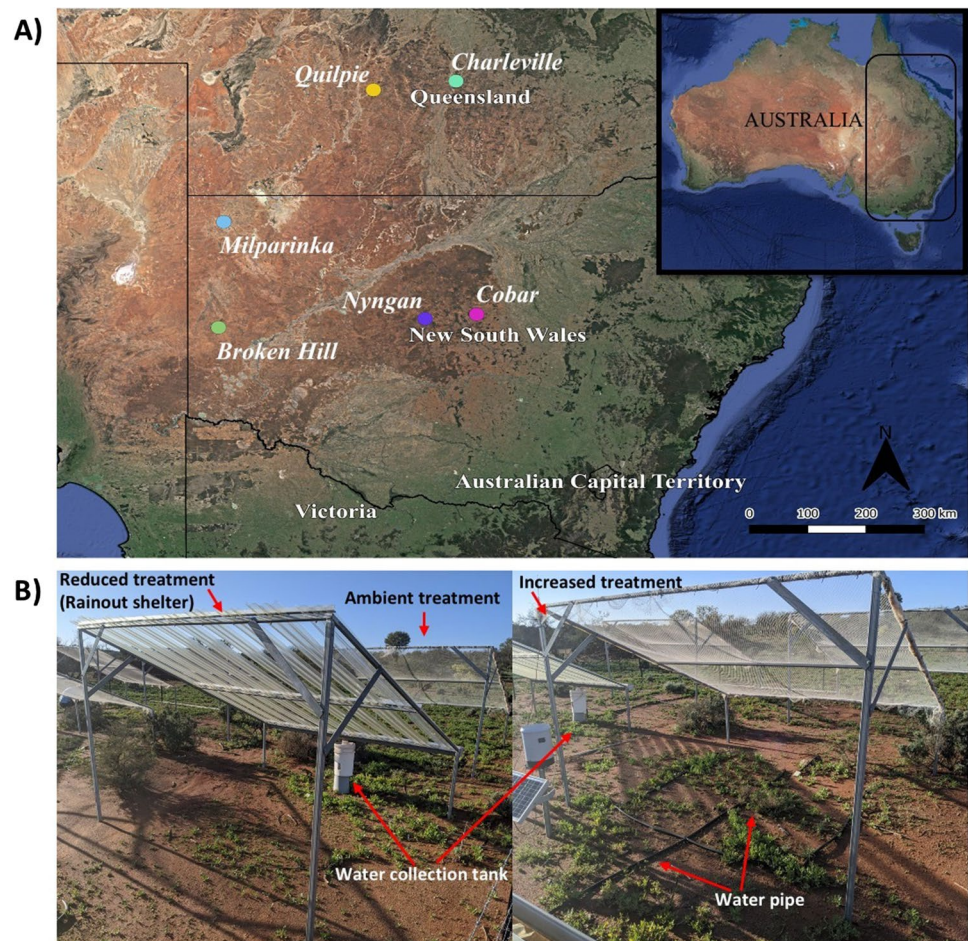 A)
Quilpie
Charleville
Queensland
AUSTRALIA
Milparinka
Nyngan
Cobar
New South Wales
Broken Hill
N
Australian Capital Territory
Victoria
0 100 200 300 km
B)
Reduced treatment
(Rainout shelter)
Ambient treatment
Increased treatment
Water collection tank
Water pipe